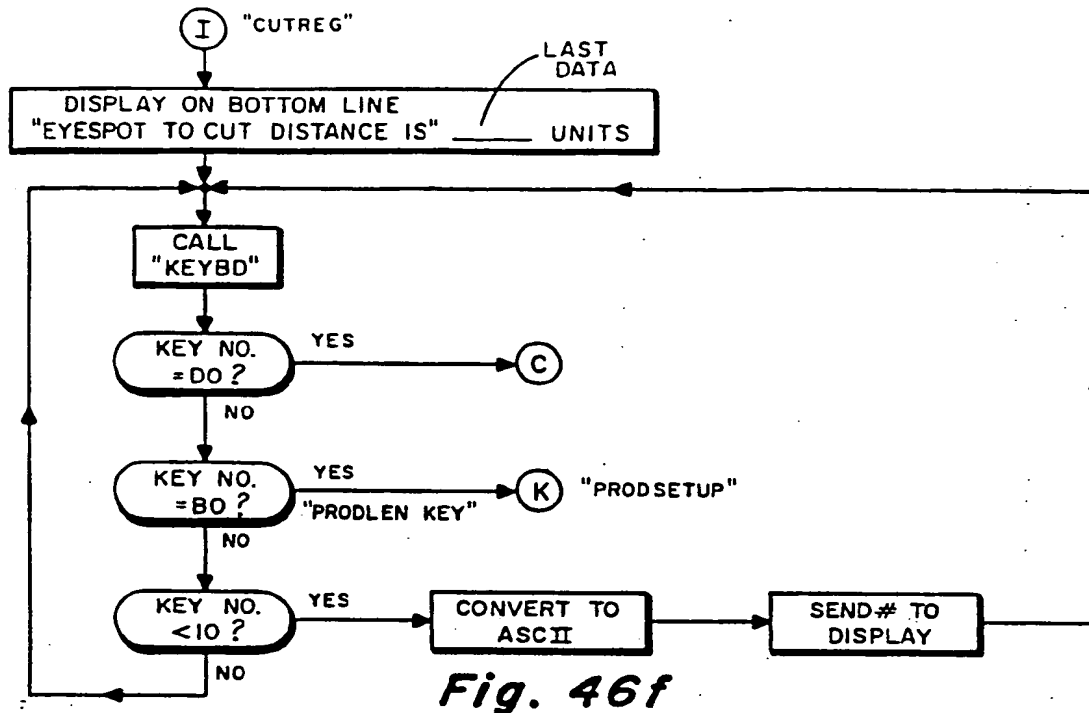 I "CUTREG"
LAST
DATA
DISPLAY ON BOTTOM LINE
"EYESPOT TO CUT DISTANCE IS" ____ UNITS
CALL
"KEYBD"
KEY NO.
=DO?
YES
C
NO
KEY NO.
=BO?
YES
"PRODLEN KEY"
K "PRODSETUP"
NO
KEY NO.
<10?
YES
CONVERT TO
ASCII
SEND# TO
DISPLAY
NO
Fig. 46f